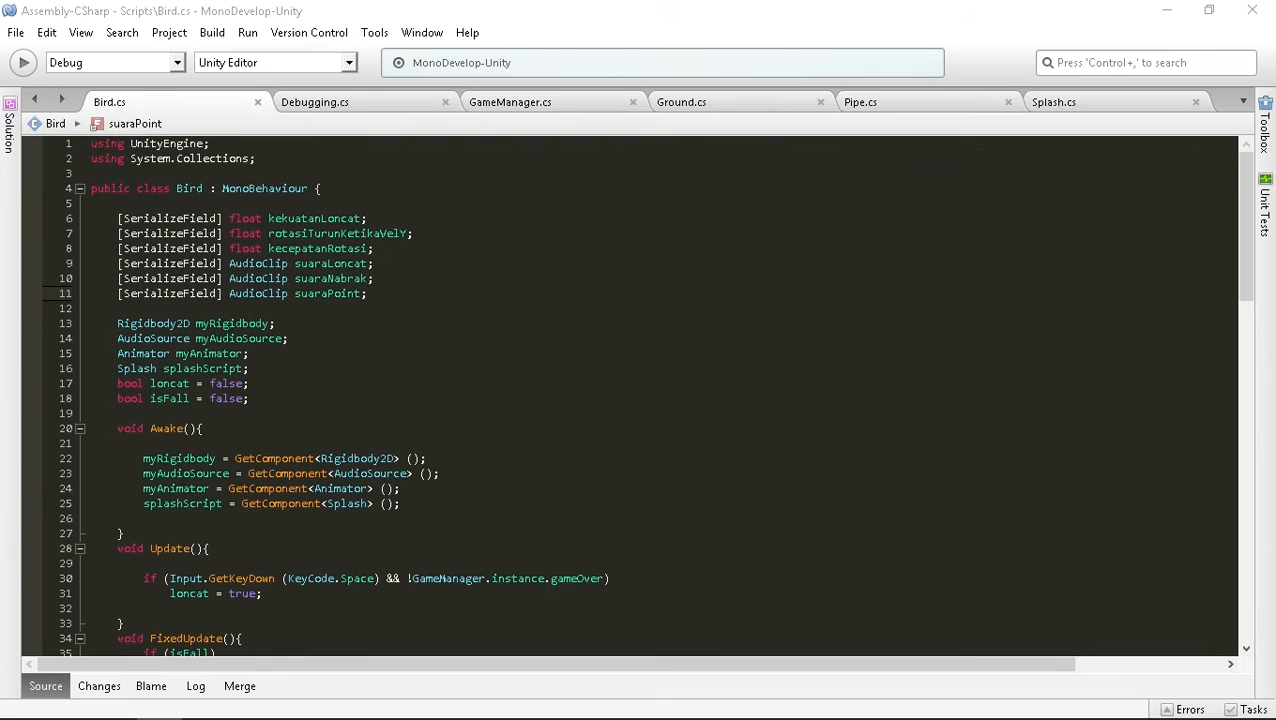 Assembly-CSharp - Scripts\Bird.cs - MonoDevelop-Unity
File Edit View Search Project Build Run Version Control Tools Window Help
Debug Unity Editor MonoDevelop-Unity Press 'Control+,' to search
Bird.cs Debugging.cs GameManager.cs Ground.cs Pipe.cs Splash.cs
Bird suaraPoint
Solution
Toolbox
Unit Tests
1 using UnityEngine;
2 using System.Collections;
3
4 public class Bird : MonoBehaviour {
5
6 [SerializeField] float kekuatanLoncat;
7 [SerializeField] float rotasiTurunKetikaVelY;
8 [SerializeField] float kecepatanRotasi;
9 [SerializeField] AudioClip suaraLoncat;
10 [SerializeField] AudioClip suaraNabrak;
11 [SerializeField] AudioClip suaraPoint;
12
13 Rigidbody2D myRigidbody;
14 AudioSource myAudioSource;
15 Animator myAnimator;
16 Splash splashScript;
17 bool loncat = false;
18 bool isFall = false;
19
20 void Awake(){
21
22 myRigidbody = GetComponent<Rigidbody2D> ();
23 myAudioSource = GetComponent<AudioSource> ();
24 myAnimator = GetComponent<Animator> ();
25 splashScript = GetComponent<Splash> ();
26
27 }
28 void Update(){
29
30 if (Input.GetKeyDown (KeyCode.Space) && !GameManager.instance.gameOver)
31 loncat = true;
32
33 }
34 void FixedUpdate(){
35 if (isFall)
Source Changes Blame Log Merge
Errors Tasks